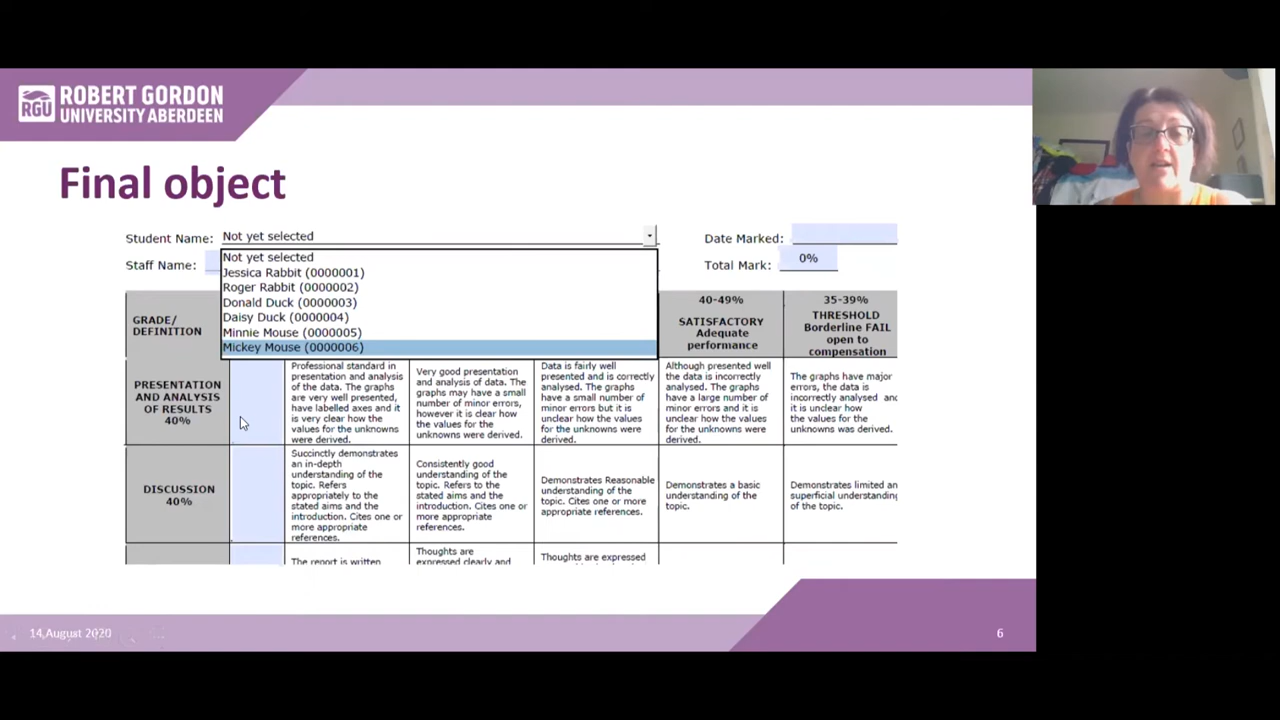 RGU
ROBERT GORDON
UNIVERSITY ABERDEEN
Final object
Student Name: Not yet selected
Date Marked:
Not yet selected
Staff Name:
Jessica Rabbit (0000001)
Roger Rabbit (0000002)
Donald Duck (0000003)
Daisy Duck (0000004)
Minnie Mouse (0000005)
Mickey Mouse (0000006)
Total Mark: 0%
GRADE/
DEFINITION
40-49%
SATISFACTORY
Adequate
performance
35-39%
THRESHOLD
Borderline FAIL
open to
compensation
PRESENTATION
AND ANALYSIS
OF RESULTS
40%
Professional standard in
presentation and analysis
of the data. The graphs
are very well presented,
have labelled axes and it
is very clear how the
values for the unknowns
were derived.
Very good presentation
and analysis of data. The
graphs may have a small
number of minor errors,
however it is clear how
the values for the
unknowns were derived.
Data is fairly well
presented and is correctly
analysed. The graphs
have a small number of
minor errors but it is
unclear how the values
for the unknowns were
derived.
Although presented well
the data is incorrectly
analysed. The graphs
have a large number of
minor errors and it is
unclear how the values
for the unknowns were
derived.
The graphs have major
errors, the data is
incorrectly analysed and
it is unclear how
the values for the
unknowns was derived.
DISCUSSION
40%
Succinctly demonstrates
an in-depth
understanding of the
topic. Refers
appropriately to the
stated aims and the
introduction. Cites one or
more appropriate
references.
Consistently good
understanding of the
topic. Refers to the
stated aims and the
introduction. Cites one or
more appropriate
references.
Demonstrates Reasonable
understanding of the
topic. Cites one or more
appropriate references.
Demonstrates a basic
understanding of the
topic.
Demonstrates limited an
superficial understanding
of the topic.
The report is written
Thoughts are
expressed clearly and
Thoughts are expressed
14,August 2020
6